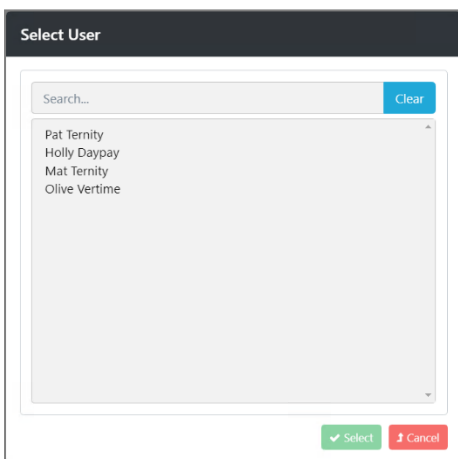 Select User
Search...
Clear
Pat Ternity
Holly Daypay
Mat Ternity
Olive Vertime
Select
Cancel